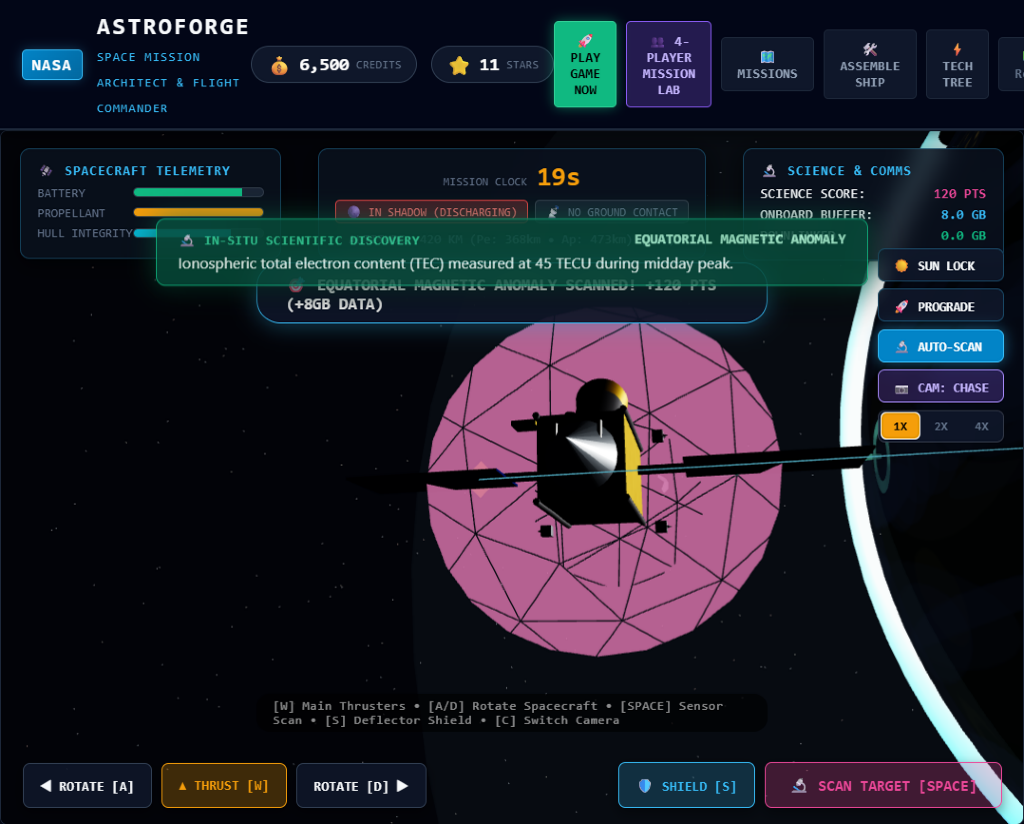 NASA
ASTROFORGE
SPACE MISSION
ARCHITECT & FLIGHT
COMMANDER
6,500 CREDITS
11 STARS
PLAY
GAME
NOW
4-
PLAYER
MISSION
LAB
MISSIONS
ASSEMBLE
SHIP
TECH
TREE
SPACECRAFT TELEMETRY
BATTERY
PROPELLANT
HULL INTEGRITY
MISSION CLOCK 19s
IN SHADOW (DISCHARGING)
NO GROUND CONTACT
SCIENCE & COMMS
SCIENCE SCORE: 120 PTS
ONBOARD BUFFER: 8.0 GB
0.0 GB
IN-SITU SCIENTIFIC DISCOVERY
EQUATORIAL MAGNETIC ANOMALY
Ionospheric total electron content (TEC) measured at 45 TECU during midday peak.
EQUATORIAL MAGNETIC ANOMALY SCANNED! +120 PTS
(+8GB DATA)
SUN LOCK
PROGRADE
AUTO-SCAN
CAM: CHASE
1X 2X 4X
[W] Main Thrusters • [A/D] Rotate Spacecraft • [SPACE] Sensor
Scan • [S] Deflector Shield • [C] Switch Camera
◀ ROTATE [A]
▲ THRUST [W]
ROTATE [D] ▶
SHIELD [S]
SCAN TARGET [SPACE]